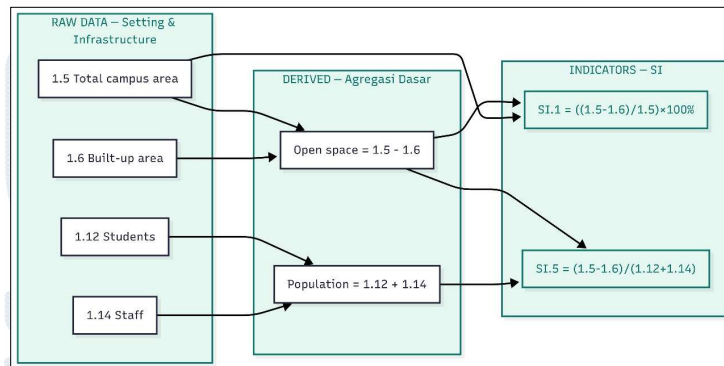 RAW DATA — Setting &
Infrastructure
1.5 Total campus area
1.6 Built-up area
1.12 Students
1.14 Staff
DERIVED — Agregasi Dasar
Open space = 1.5 - 1.6
Population = 1.12 + 1.14
INDICATORS — SI
SI.1 = ((1.5-1.6)/1.5)×100%
SI.5 = (1.5-1.6)/(1.12+1.14)